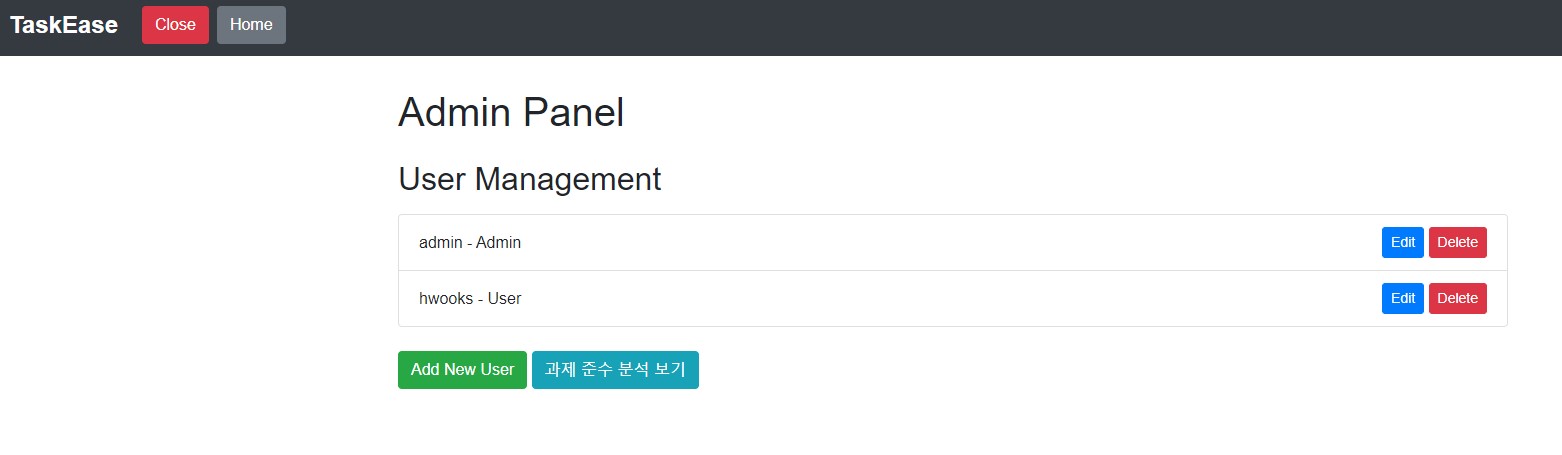 TaskEase Close Home
Admin Panel
User Management
admin - Admin Edit Delete
hwooks - User Edit Delete
Add New User 과제 준수 분석 보기